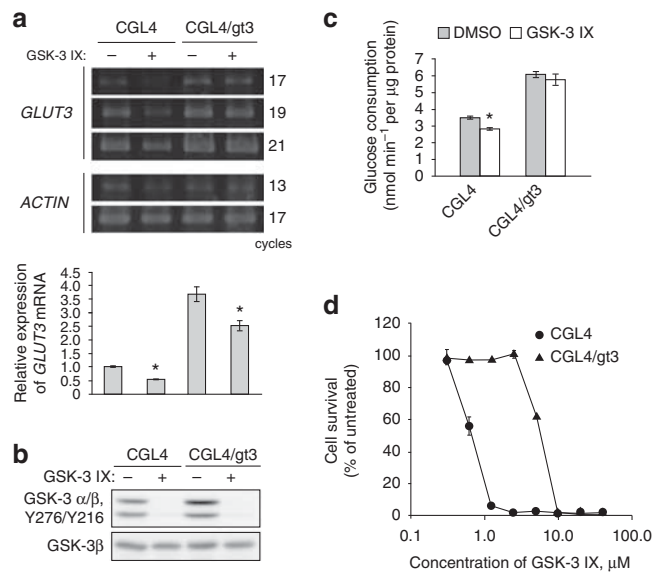 a
CGL4 CGL4/gt3
GSK-3 IX: – + – +
GLUT3
17
19
21
ACTIN
13
17
cycles
Relative expression
of GLUT3 mRNA
4.5
4.0
3.5
3.0
2.5
2.0
1.5
1.0
0.5
0.0
*
*
b
CGL4 CGL4/gt3
GSK-3 IX: – + – +
GSK-3 α/β,
Y276/Y216
GSK-3β
c
DMSO GSK-3 IX
Glucose consumption
(nmol min–1 per μg protein)
7
6
5
4
3
2
1
0
*
CGL4
CGL4/gt3
d
CGL4
CGL4/gt3
Cell survival
(% of untreated)
120
100
80
60
40
20
0
0.1 1.0 10.0 100.0
Concentration of GSK-3 IX, μM